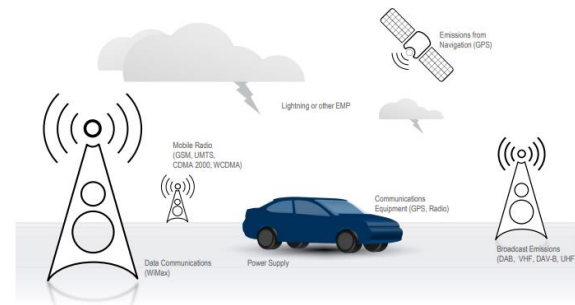 Emissions from
Navigation (GPS)
Lightning or other EMP
Mobile Radio
(GSM, UMTS,
CDMA 2000, WCDMA)
Communications
Equipment (GPS, Radio)
Data Communications
(WiMax)
Power Supply
Broadcast Emissions
(DAB, VHF, DAV-B, UHF